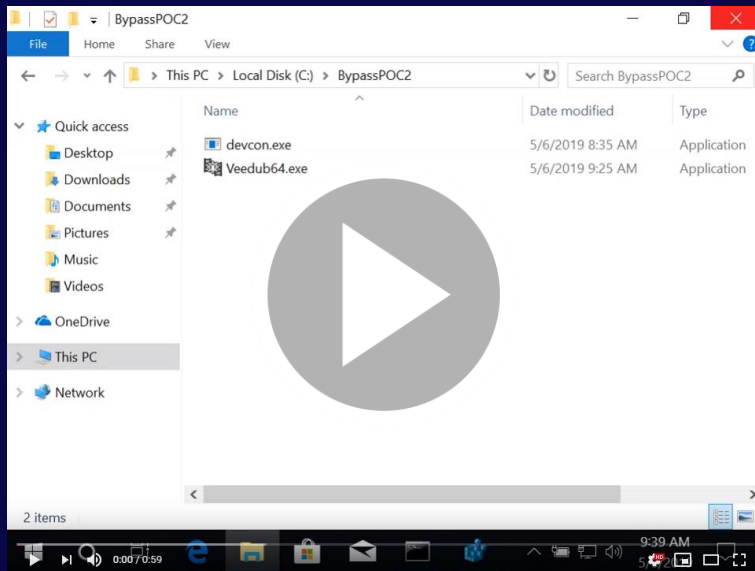 BypassPOC2
File Home Share View
This PC > Local Disk (C:) > BypassPOC2 Search BypassPOC2
Name Date modified Type
Quick access
Desktop
Downloads
Documents
Pictures
Music
Videos
OneDrive
This PC
Network
devcon.exe 5/6/2019 8:35 AM Application
Veedub64.exe 5/6/2019 9:25 AM Application
2 items
0:00 / 0:59
9:39 AM
HD